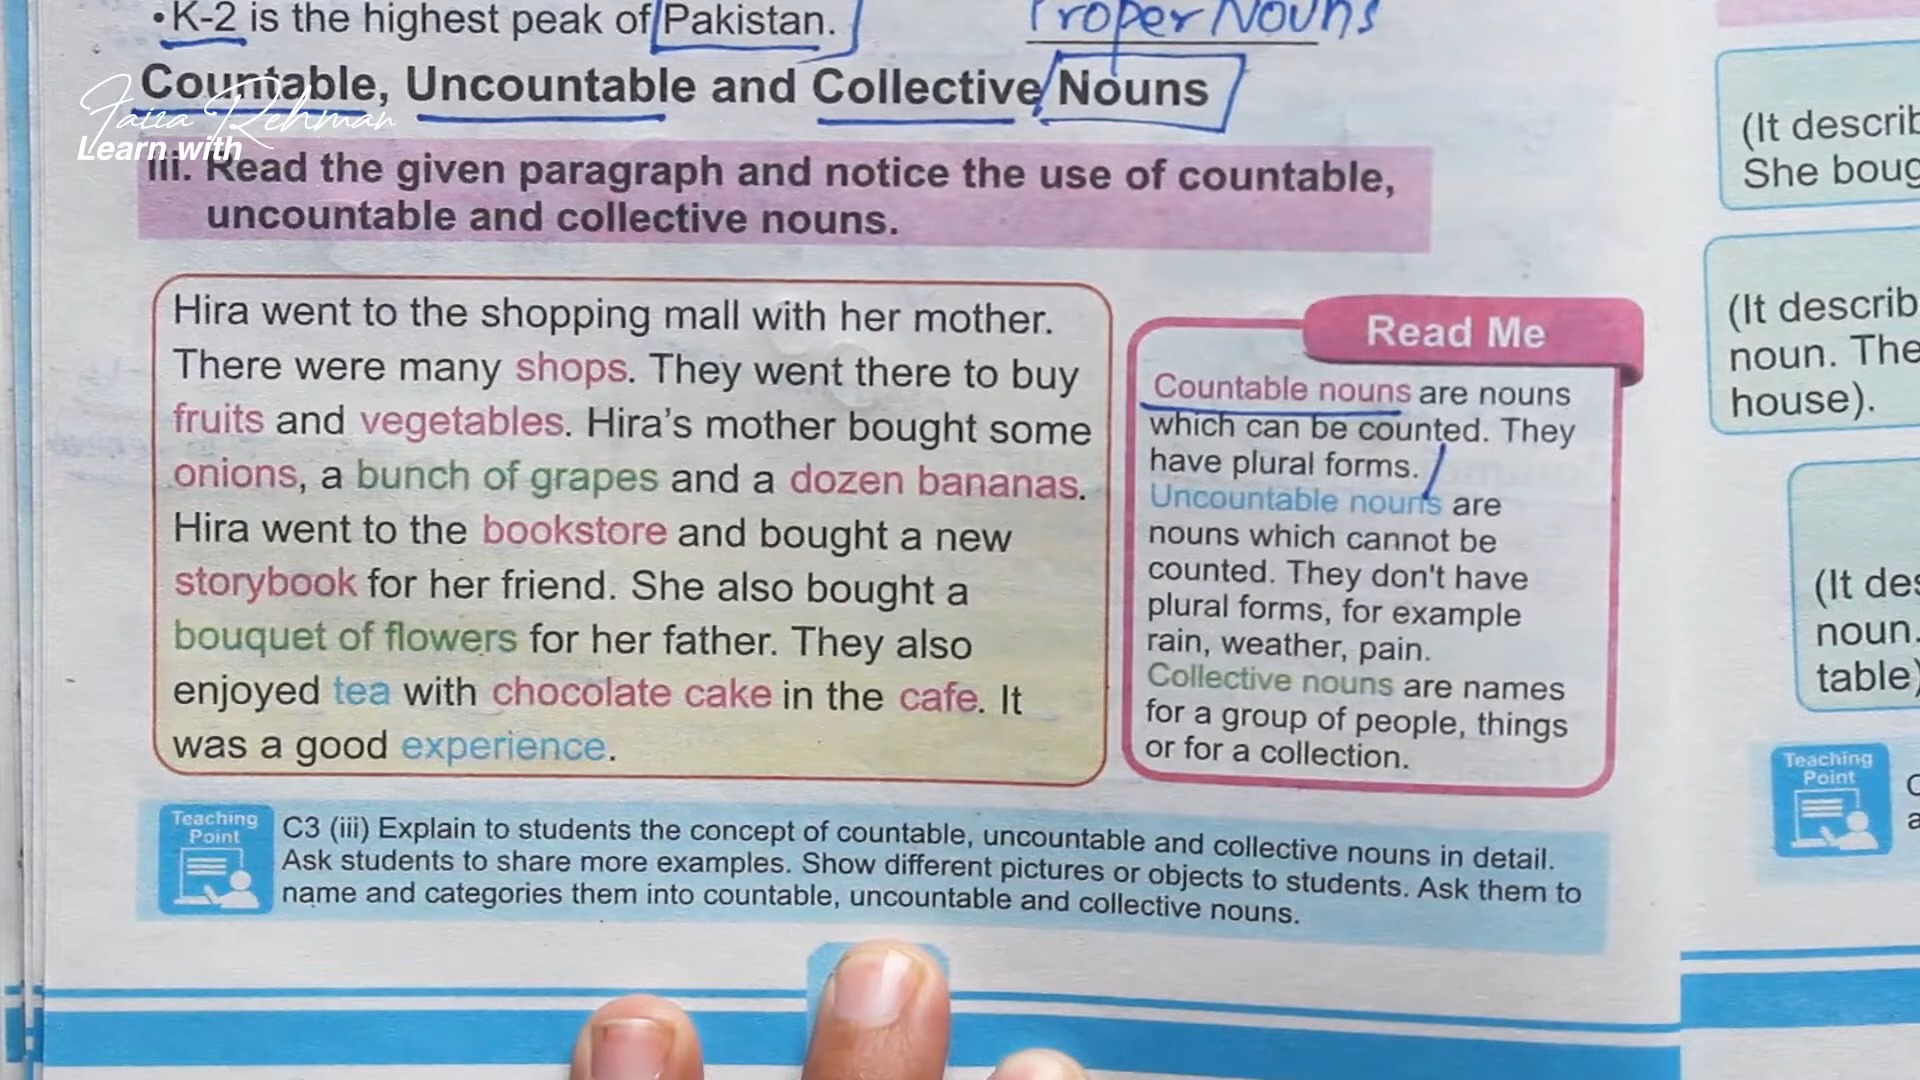 • K-2 is the highest peak of Pakistan.
Proper Nouns
Countable, Uncountable and Collective Nouns
Faiza Rehman
Learn with
iii. Read the given paragraph and notice the use of countable,
uncountable and collective nouns.
Hira went to the shopping mall with her mother.
There were many shops. They went there to buy
fruits and vegetables. Hira's mother bought some
onions, a bunch of grapes and a dozen bananas.
Hira went to the bookstore and bought a new
storybook for her friend. She also bought a
bouquet of flowers for her father. They also
enjoyed tea with chocolate cake in the cafe. It
was a good experience.
Read Me
Countable nouns are nouns
which can be counted. They
have plural forms.
Uncountable nouns are
nouns which cannot be
counted. They don't have
plural forms, for example
rain, weather, pain.
Collective nouns are names
for a group of people, things
or for a collection.
Teaching
Point
C3 (iii) Explain to students the concept of countable, uncountable and collective nouns in detail.
Ask students to share more examples. Show different pictures or objects to students. Ask them to
name and categories them into countable, uncountable and collective nouns.
(It describ
She boug
(It describ
noun. The
house).
(It des
noun.
table)
Teaching
Point